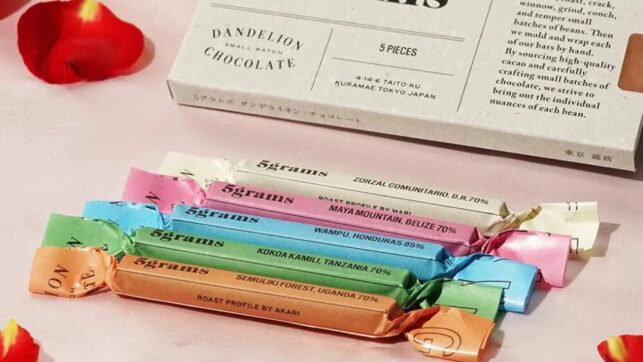 grams
DANDELION
SMALL-BATCH
CHOCOLATE
5 PIECES
4-14-6 TAITO-KU
KURAMAE TOKYO JAPAN
roast, crack,
winnow, grind, conch,
and temper small
batches of beans. Then
we mold and wrap each
of our bars by hand.
By sourcing high-quality
cacao and carefully
crafting small batches of
chocolate, we strive to
bring out the individual
nuances of each bean.
5グラムズ ダンデライオン・チョコレート
東京 蔵前
5grams
ZORZAL COMUNITARIO, D.R. 70%
ROAST PROFILE BY MARI
5grams
MAYA MOUNTAIN, BELIZE 70%
5grams
WAMPU, HONDURAS 85%
5grams
KOKOA KAMILI, TANZANIA 70%
5grams
SEMULIKI FOREST, UGANDA 70%
ROAST PROFILE BY AKARI